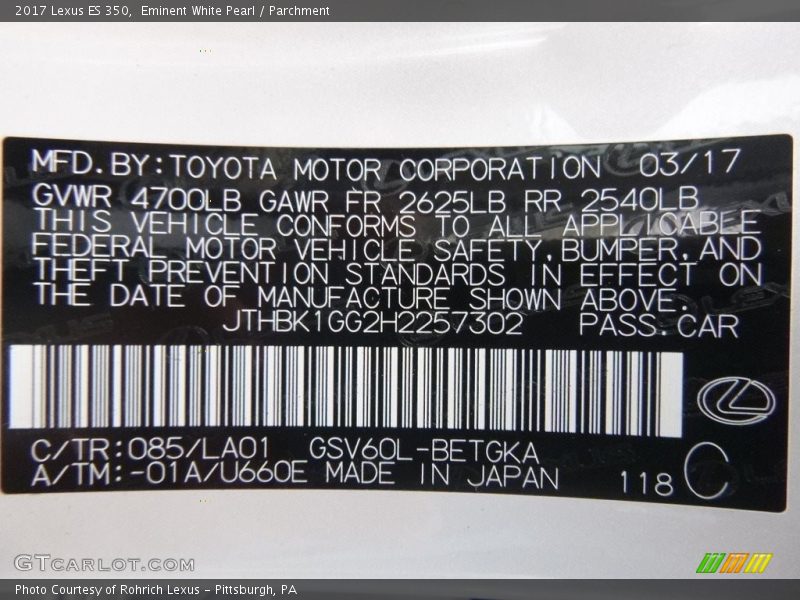 2017 Lexus ES 350, Eminent White Pearl / Parchment
MFD.BY:TOYOTA MOTOR CORPORATION 03/17
GVWR 4700LB GAWR FR 2625LB RR 2540LB
THIS VEHICLE CONFORMS TO ALL APPLICABLE
FEDERAL MOTOR VEHICLE SAFETY,BUMPER,AND
THEFT PREVENTION STANDARDS IN EFFECT ON
THE DATE OF MANUFACTURE SHOWN ABOVE.
JTHBK1GG2H2257302 PASS.CAR
C/TR:085/LA01 GSV60L-BETGKA
A/TM:-01A/U660E MADE IN JAPAN
118 C
GTCARLOT.COM
Photo Courtesy of Rohrich Lexus – Pittsburgh, PA